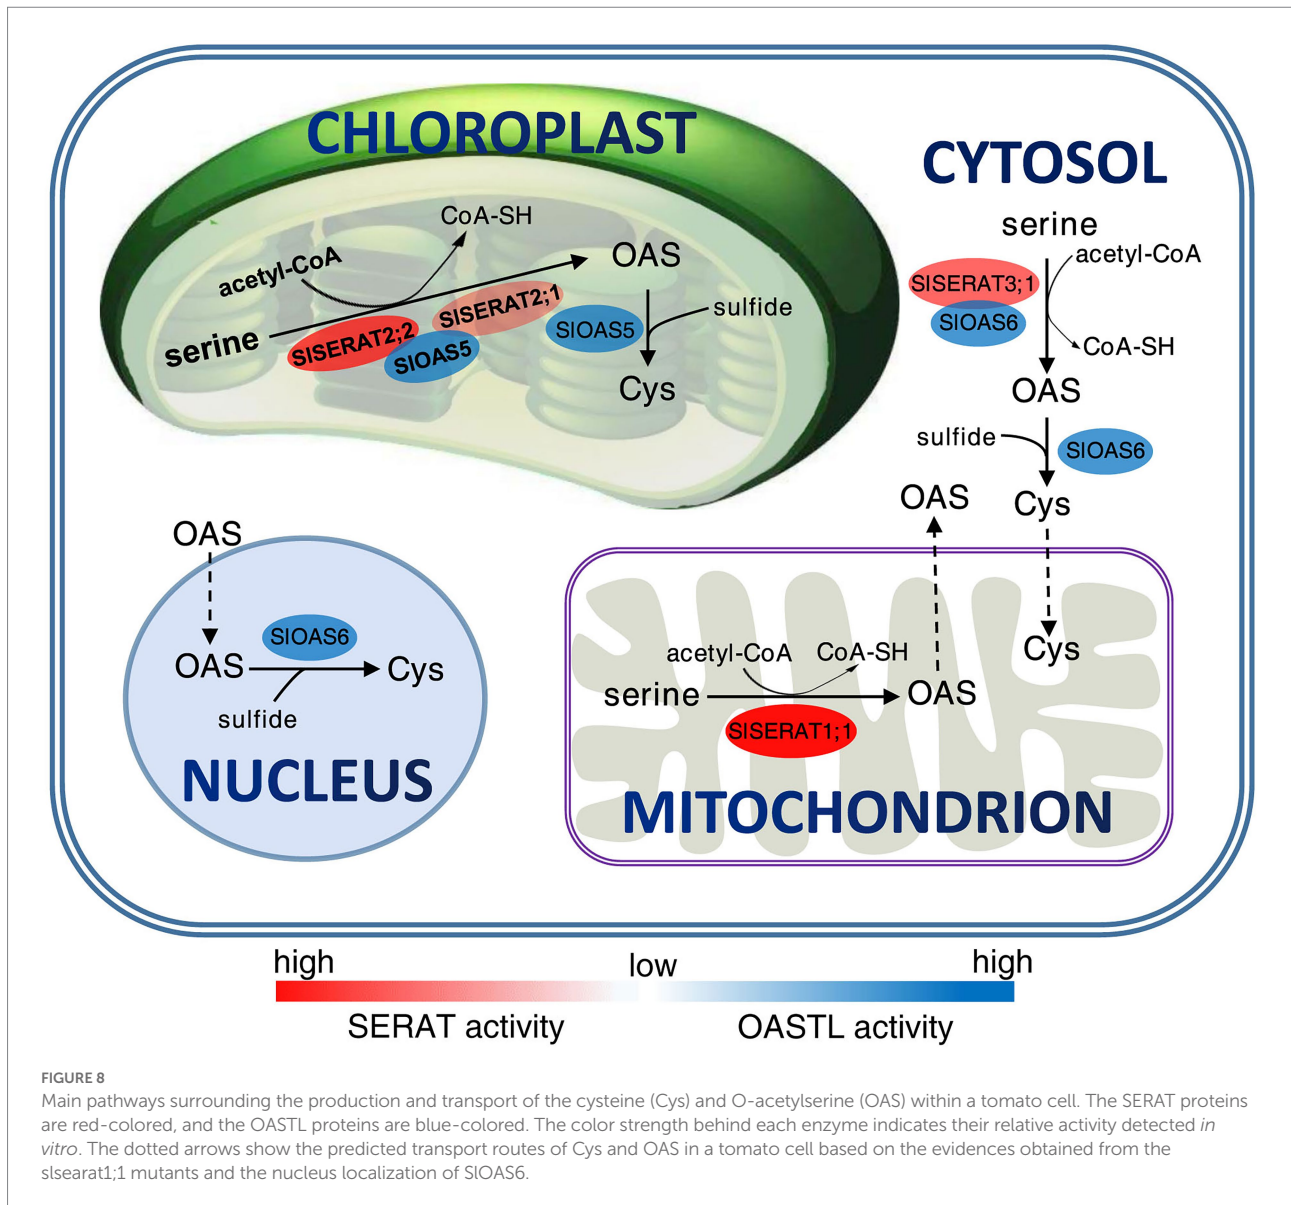 CHLOROPLAST
CoA-SH
acetyl-CoA
OAS
serine
SlSERAT2;2
SlOAS5
SlSERAT2;1
SlOAS5
sulfide
Cys
CYTOSOL
serine
acetyl-CoA
SlSERAT3;1
SlOAS6
CoA-SH
OAS
sulfide
SlOAS6
Cys
OAS
OAS
SlOAS6
OAS
Cys
sulfide
NUCLEUS
Cys
acetyl-CoA
CoA-SH
serine
OAS
SlSERAT1;1
MITOCHONDRION
high
low
high
SERAT activity
OASTL activity
FIGURE 8
Main pathways surrounding the production and transport of the cysteine (Cys) and O-acetylserine (OAS) within a tomato cell. The SERAT proteins
are red-colored, and the OASTL proteins are blue-colored. The color strength behind each enzyme indicates their relative activity detected in
vitro. The dotted arrows show the predicted transport routes of Cys and OAS in a tomato cell based on the evidences obtained from the
slsearat1;1 mutants and the nucleus localization of SlOAS6.